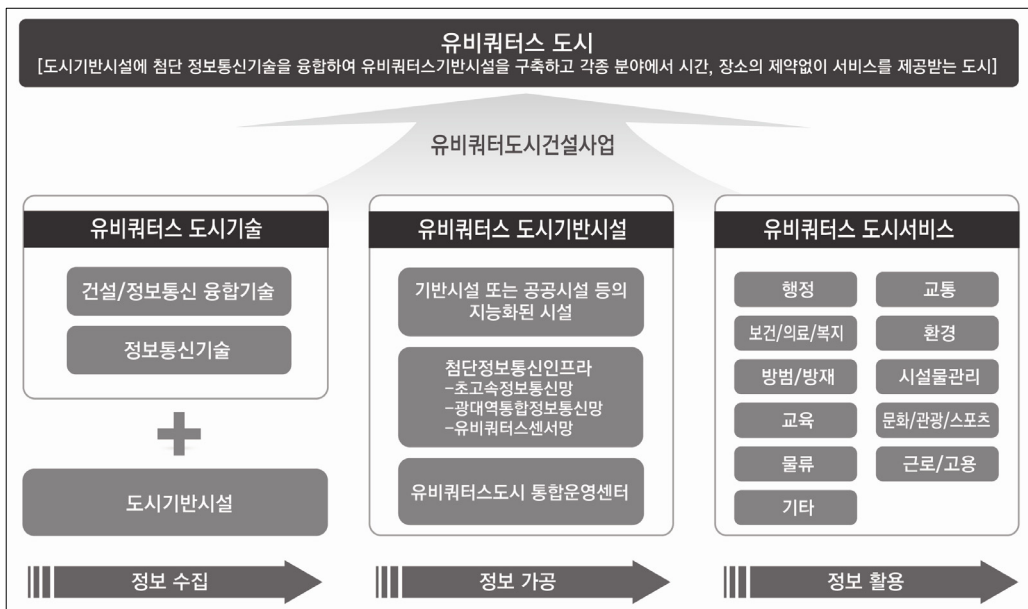 유비쿼터스 도시
[도시기반시설에 첨단 정보통신기술을 융합하여 유비쿼터스기반시설을 구축하고 각종 분야에서 시간, 장소의 제약없이 서비스를 제공받는 도시]
유비쿼터도시건설사업
유비쿼터스 도시기술
건설/정보통신 융합기술
정보통신기술
+
도시기반시설
유비쿼터스 도시기반시설
기반시설 또는 공공시설 등의
지능화된 시설
첨단정보통신인프라
-초고속정보통신망
-광대역통합정보통신망
-유비쿼터스센서망
유비쿼터스도시 통합운영센터
유비쿼터스 도시서비스
행정
교통
보건/의료/복지
환경
방범/방재
시설물관리
교육
문화/관광/스포츠
물류
근로/고용
기타
정보 수집
정보 가공
정보 활용